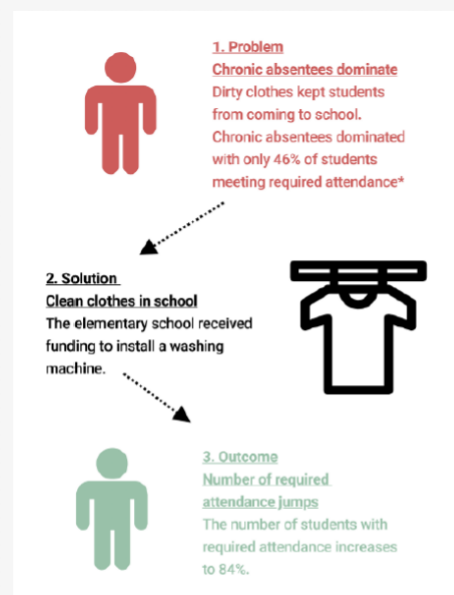 1. Problem
Chronic absentees dominate
Dirty clothes kept students
from coming to school.
Chronic absentees dominated
with only 46% of students
meeting required attendance*
2. Solution
Clean clothes in school
The elementary school received
funding to install a washing
machine.
3. Outcome
Number of required
attendance jumps
The number of students with
required attendance increases
to 84%.